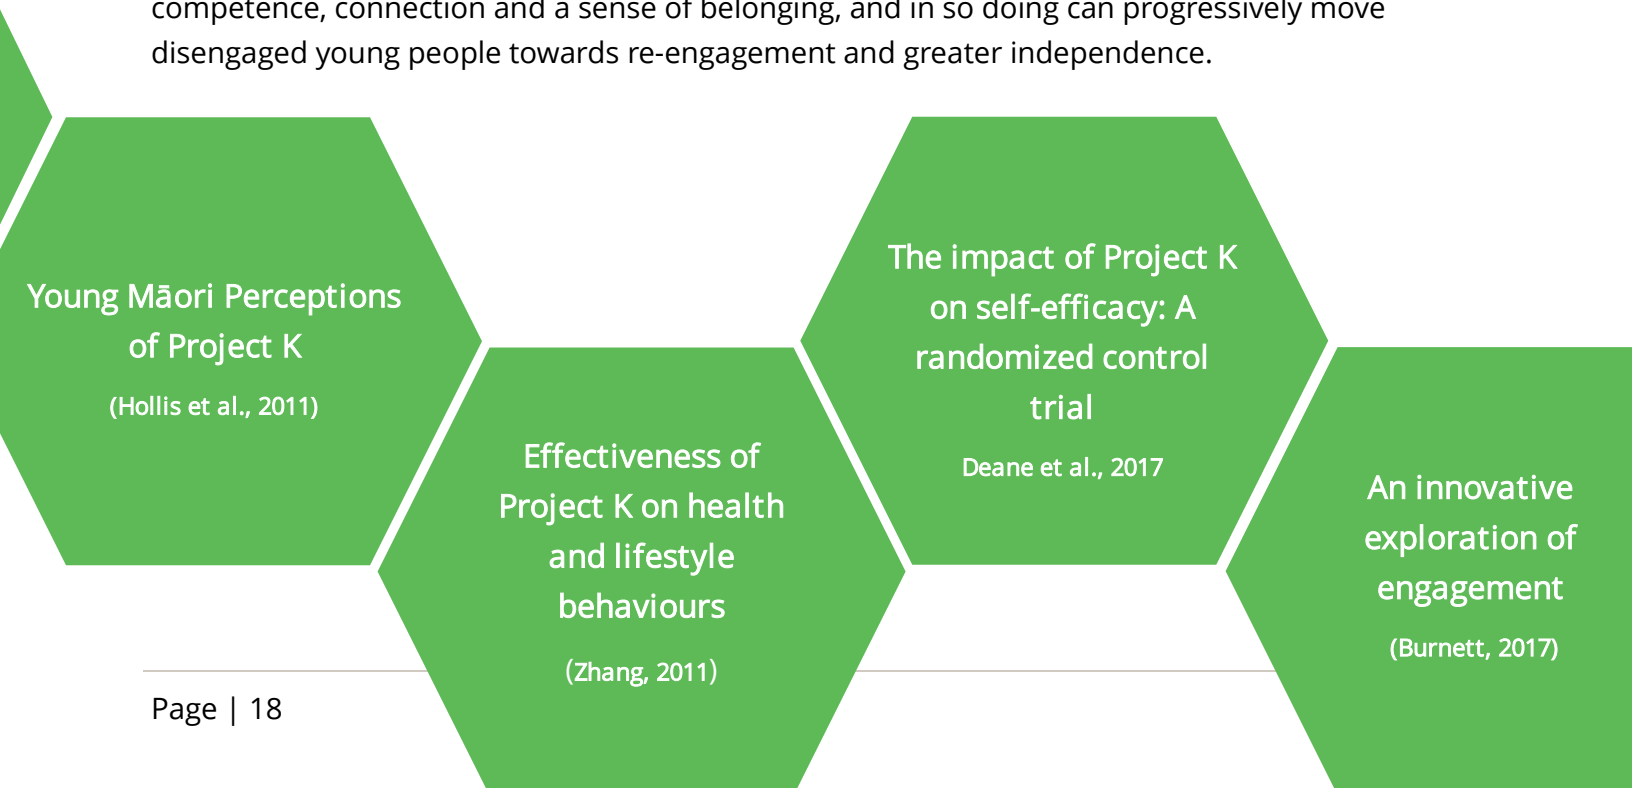 competence, connection and a sense of belonging, and in so doing can progressively move
disengaged young people towards re-engagement and greater independence.
Young Māori Perceptions
of Project K
(Hollis et al., 2011)
Effectiveness of
Project K on health
and lifestyle
behaviours
(Zhang, 2011)
The impact of Project K
on self-efficacy: A
randomized control
trial
Deane et al., 2017
An innovative
exploration of
engagement
(Burnett, 2017)
Page | 18